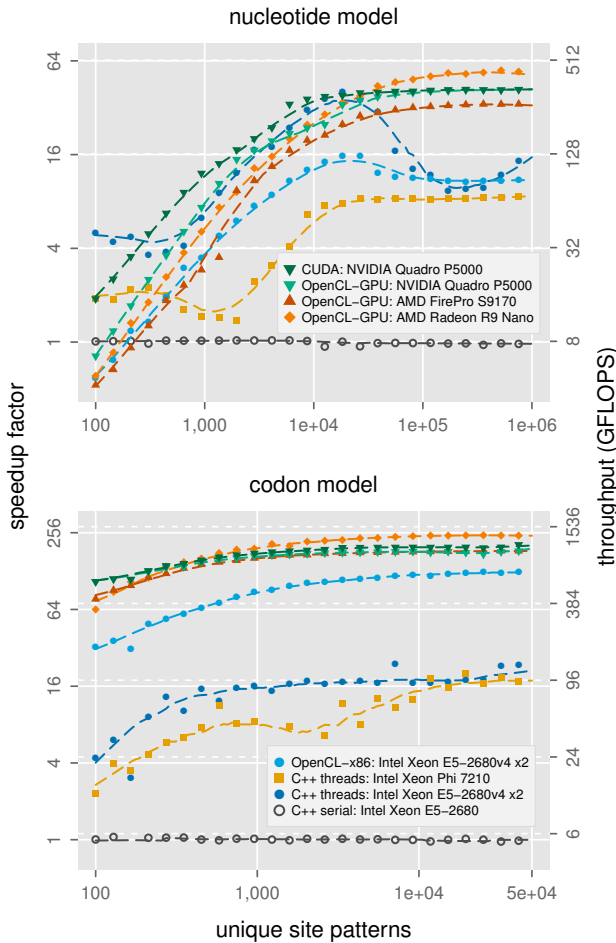 nucleotide model
64
16
4
1
512
128
32
8
CUDA: NVIDIA Quadro P5000
OpenCL−GPU: NVIDIA Quadro P5000
OpenCL−GPU: AMD FirePro S9170
OpenCL−GPU: AMD Radeon R9 Nano
100
1,000
1e+04
1e+05
1e+06
speedup factor
throughput (GFLOPS)
codon model
256
64
16
4
1
1536
384
96
24
6
OpenCL−x86: Intel Xeon E5−2680v4 x2
C++ threads: Intel Xeon Phi 7210
C++ threads: Intel Xeon E5−2680v4 x2
C++ serial: Intel Xeon E5−2680
100
1,000
1e+04
5e+04
unique site patterns